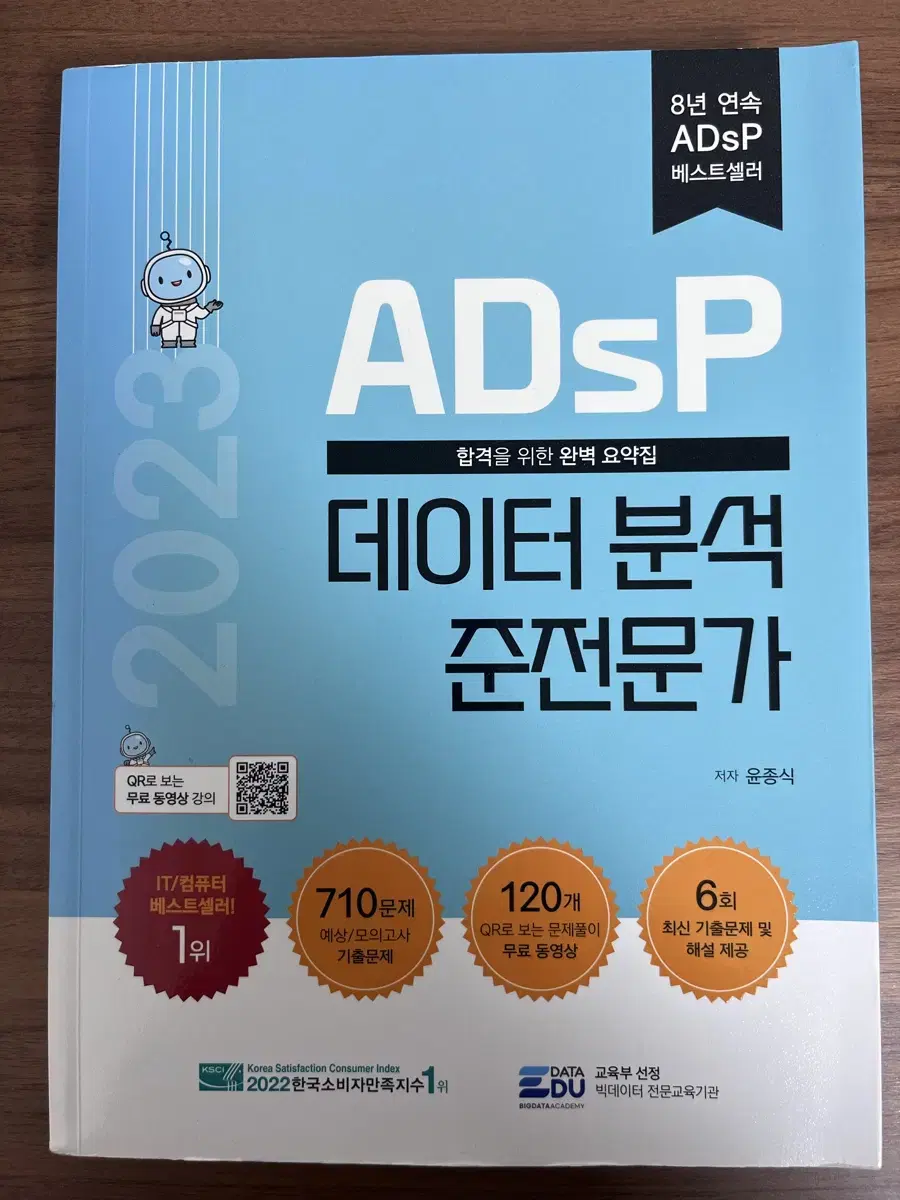 8년 연속
ADsP
베스트셀러
2023
ADsP
합격을 위한 완벽 요약집
데이터 분석
준전문가
저자 윤종식
QR로 보는
무료 동영상 강의
IT/컴퓨터
베스트셀러!
1위
710문제
예상/모의고사
기출문제
120개
QR로 보는 문제풀이
무료 동영상
6회
최신 기출문제 및
해설 제공
KSCI
Korea Satisfaction Consumer Index
2022한국소비자만족지수1위
DATA
EDU
BIGDATA ACADEMY
교육부 선정
빅데이터 전문교육기관